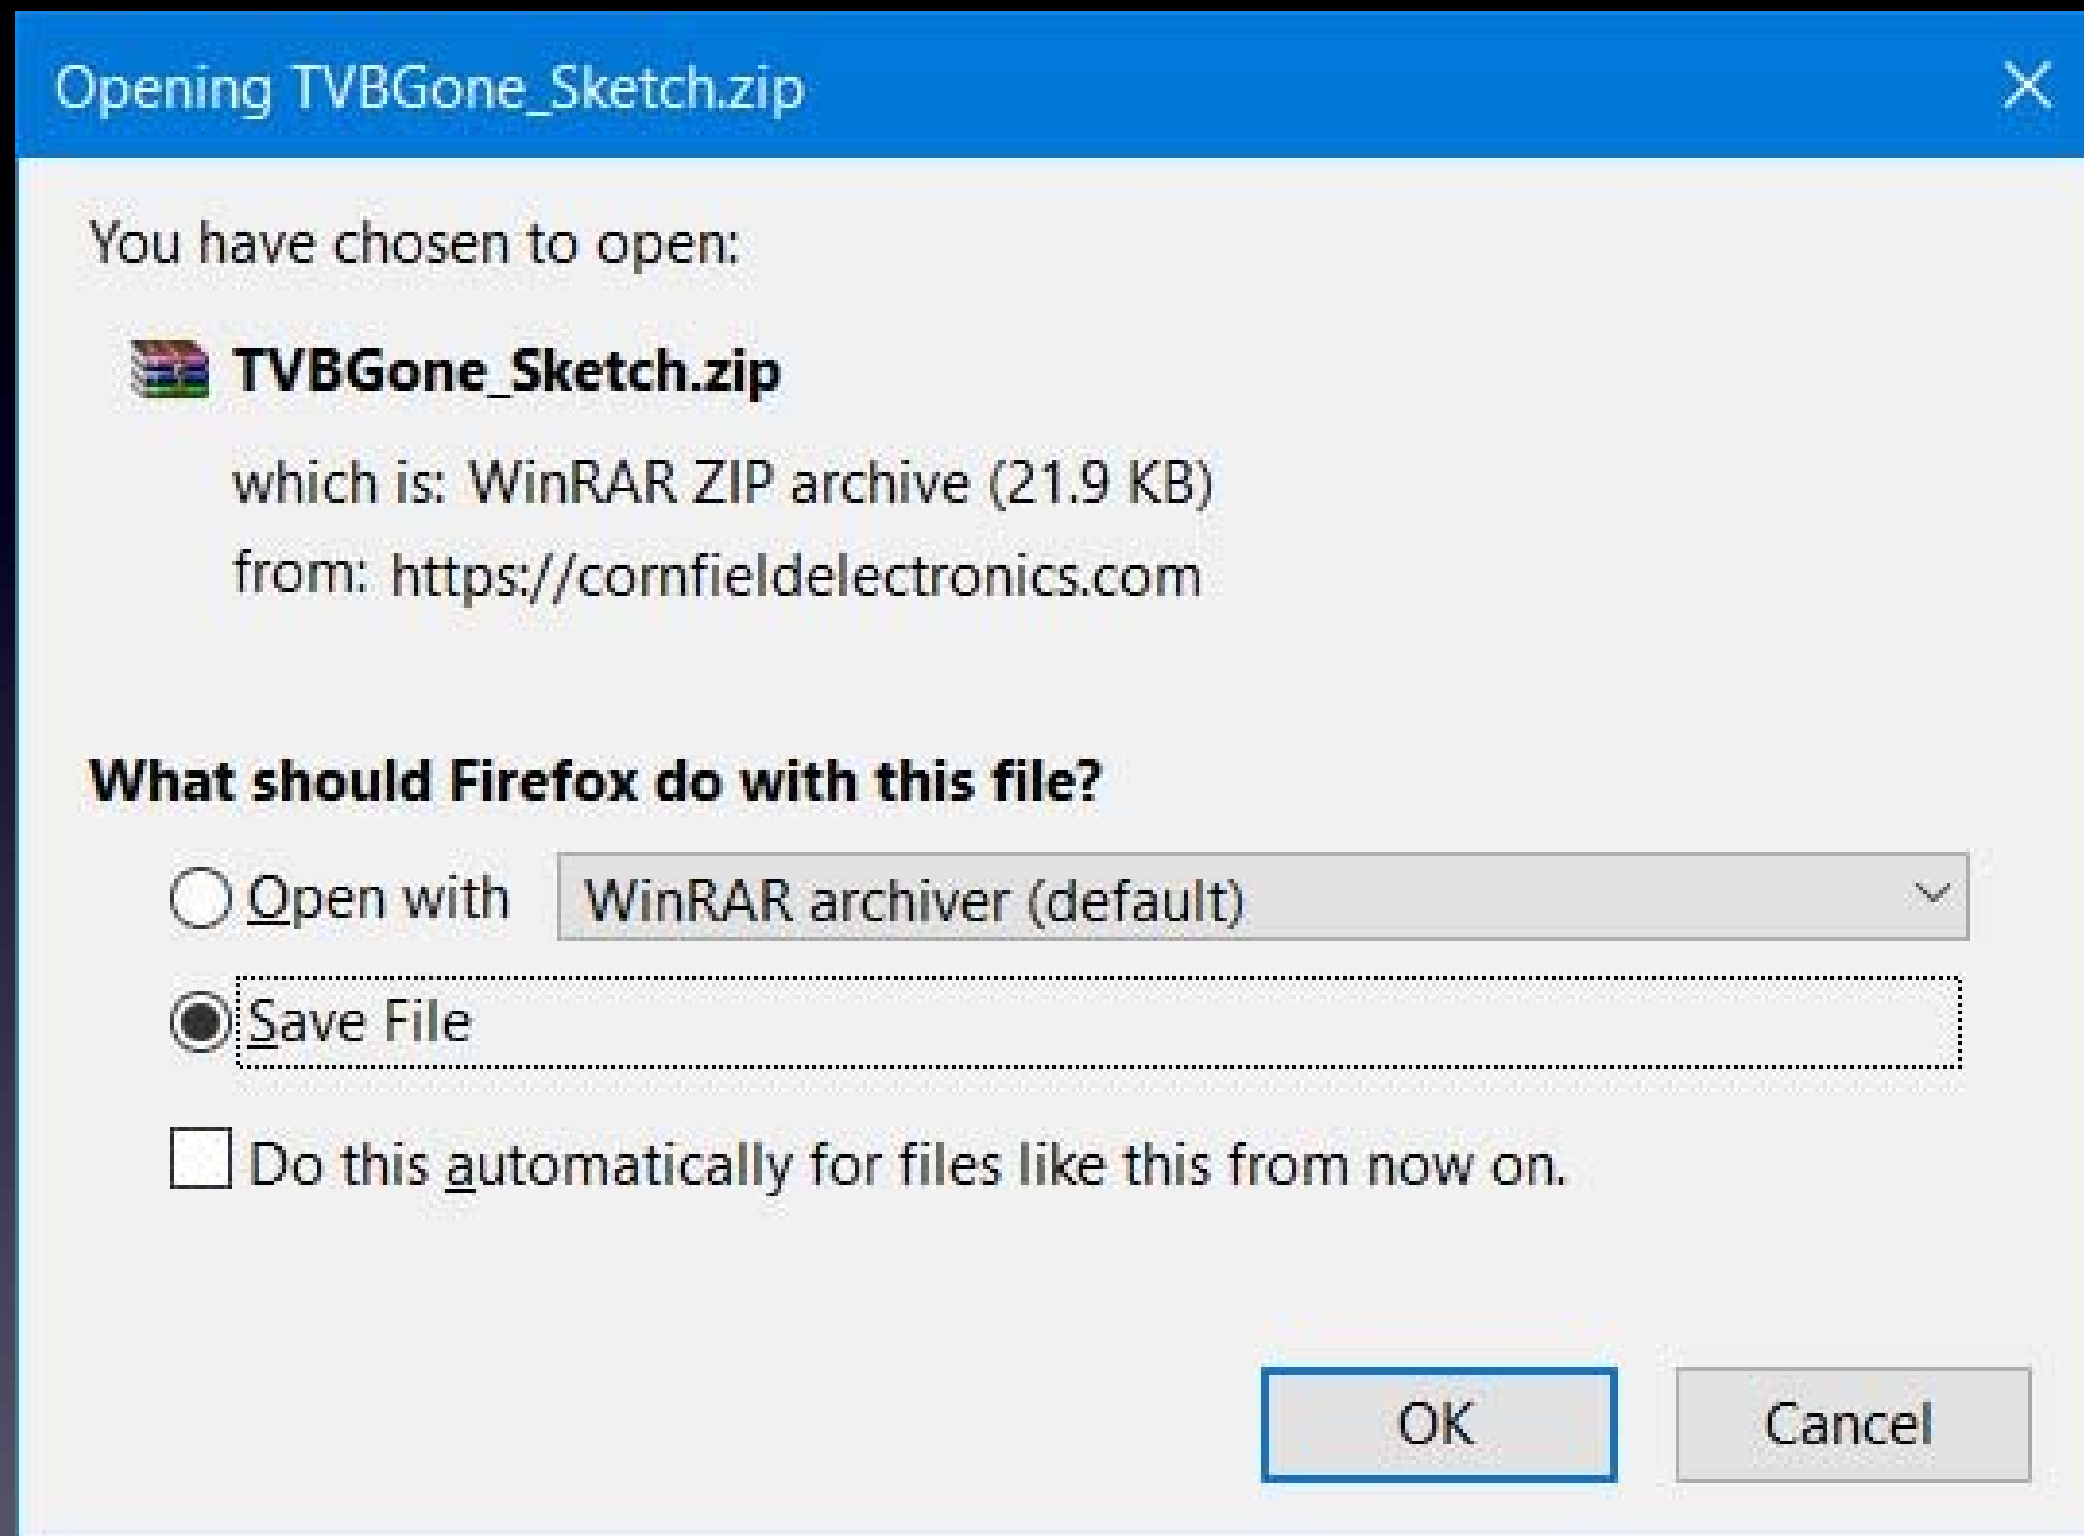 Opening TVBGone_Sketch.zip
You have chosen to open:
TVBGone_Sketch.zip
which is: WinRAR ZIP archive (21.9 KB)
from: https://cornfieldelectronics.com
What should Firefox do with this file?
Open with WinRAR archiver (default)
Save File
Do this automatically for files like this from now on.
OK Cancel